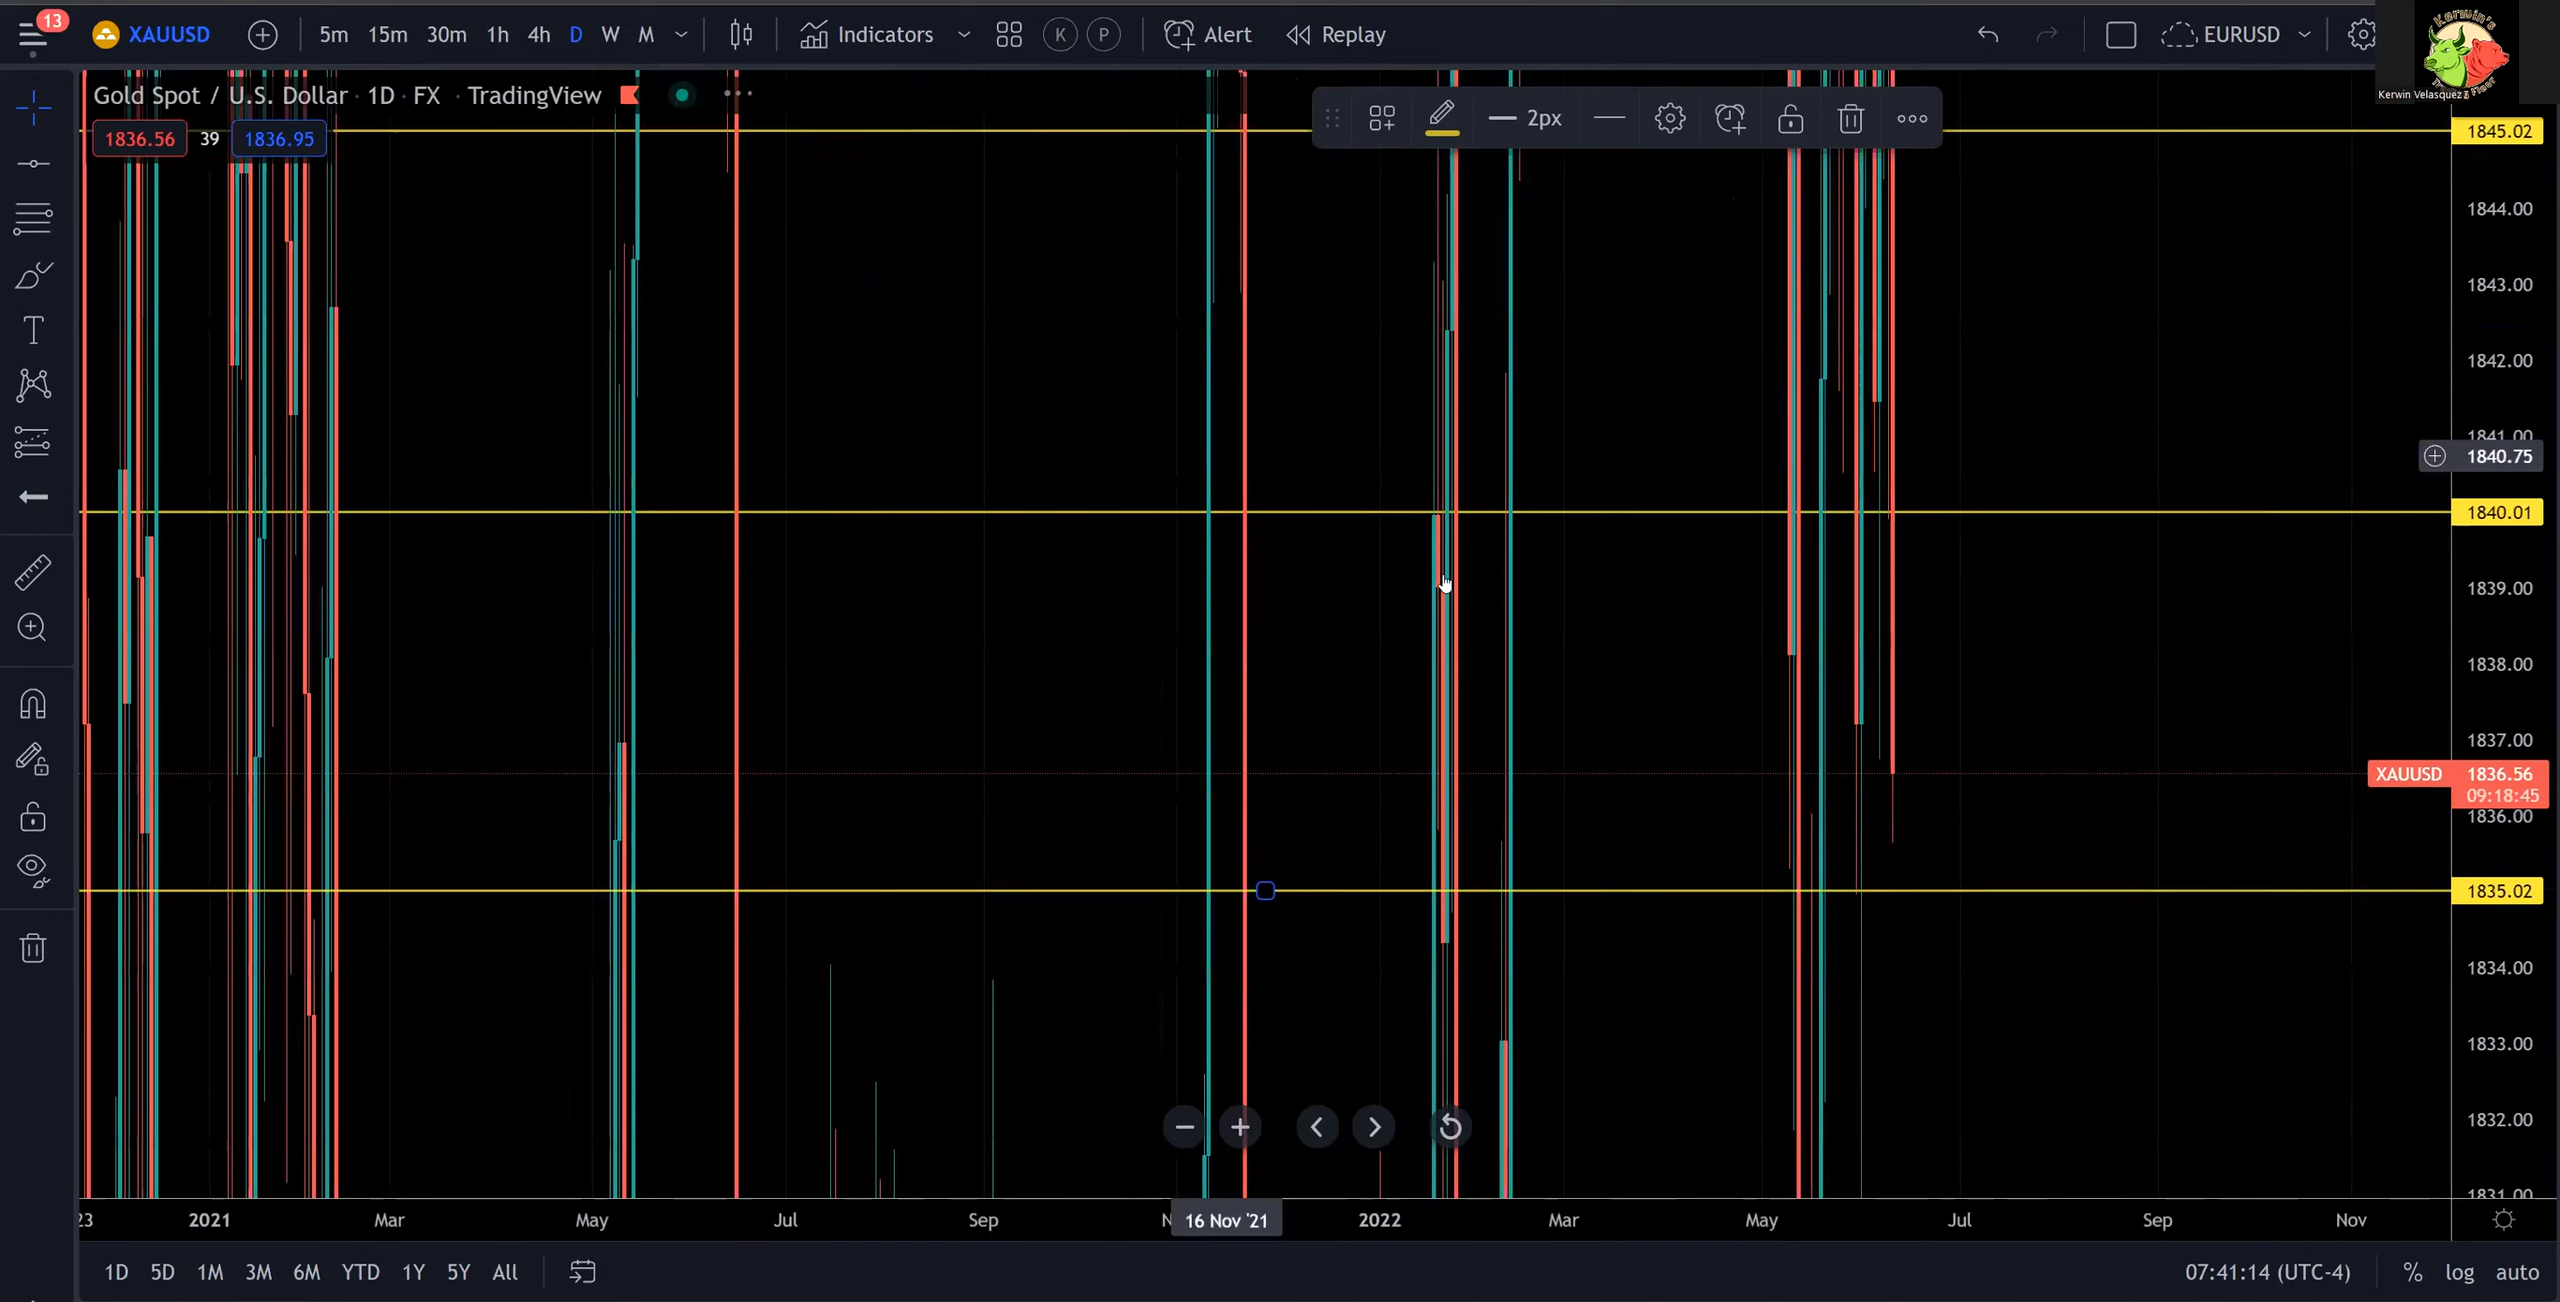 13 XAUUSD 5m 15m 30m 1h 4h D W M Indicators K P Alert Replay EURUSD
Kerwin's
Kerwin Velasquez
Gold Spot / U.S. Dollar · 1D · FX · TradingView
1836.56 39 1836.95
2px
1845.02
1844.00
1843.00
1842.00
1841.00
1840.75
1840.01
1839.00
1838.00
1837.00
XAUUSD 1836.56
09:18:45
1836.00
1835.02
1834.00
1833.00
1832.00
1831.00
23 2021 Mar May Jul Sep N 16 Nov '21 2022 Mar May Jul Sep Nov
1D 5D 1M 3M 6M YTD 1Y 5Y All 07:41:14 (UTC-4) % log auto